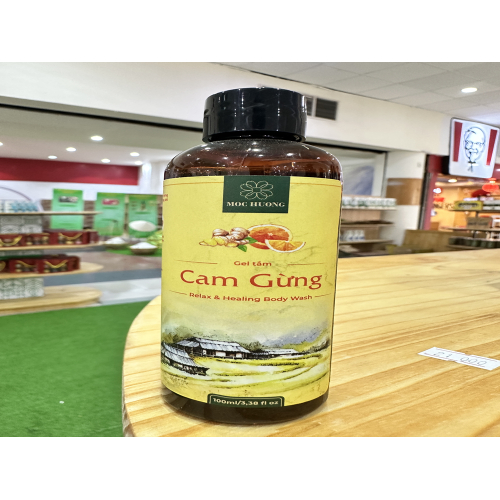 MOC HUONG
Gel tắm
Cam Gừng
Relax & Healing Body Wash
100ml/3,38 fl oz